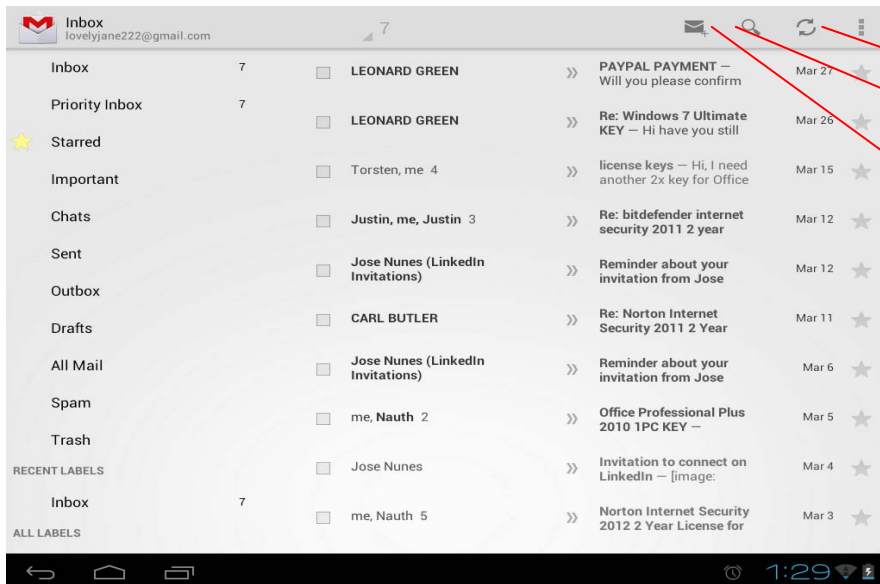 Inbox
lovelyjane222@gmail.com
7
Inbox 7
Priority Inbox 7
Starred
Important
Chats
Sent
Outbox
Drafts
All Mail
Spam
Trash
RECENT LABELS
Inbox 7
ALL LABELS
LEONARD GREEN » PAYPAL PAYMENT – Mar 27
Will you please confirm
LEONARD GREEN » Re: Windows 7 Ultimate Mar 26
KEY – Hi have you still
Torsten, me 4 » license keys – Hi, I need Mar 15
another 2x key for Office
Justin, me, Justin 3 » Re: bitdefender internet Mar 12
security 2011 2 year
Jose Nunes (LinkedIn » Reminder about your Mar 12
Invitations) invitation from Jose
CARL BUTLER » Re: Norton Internet Mar 11
Security 2011 2 Year
Jose Nunes (LinkedIn » Reminder about your Mar 6
Invitations) invitation from Jose
me, Nauth 2 » Office Professional Plus Mar 5
2010 1PC KEY –
Jose Nunes » Invitation to connect on Mar 4
LinkedIn – [image:
me, Nauth 5 » Norton Internet Security Mar 3
2012 2 Year License for
1:29